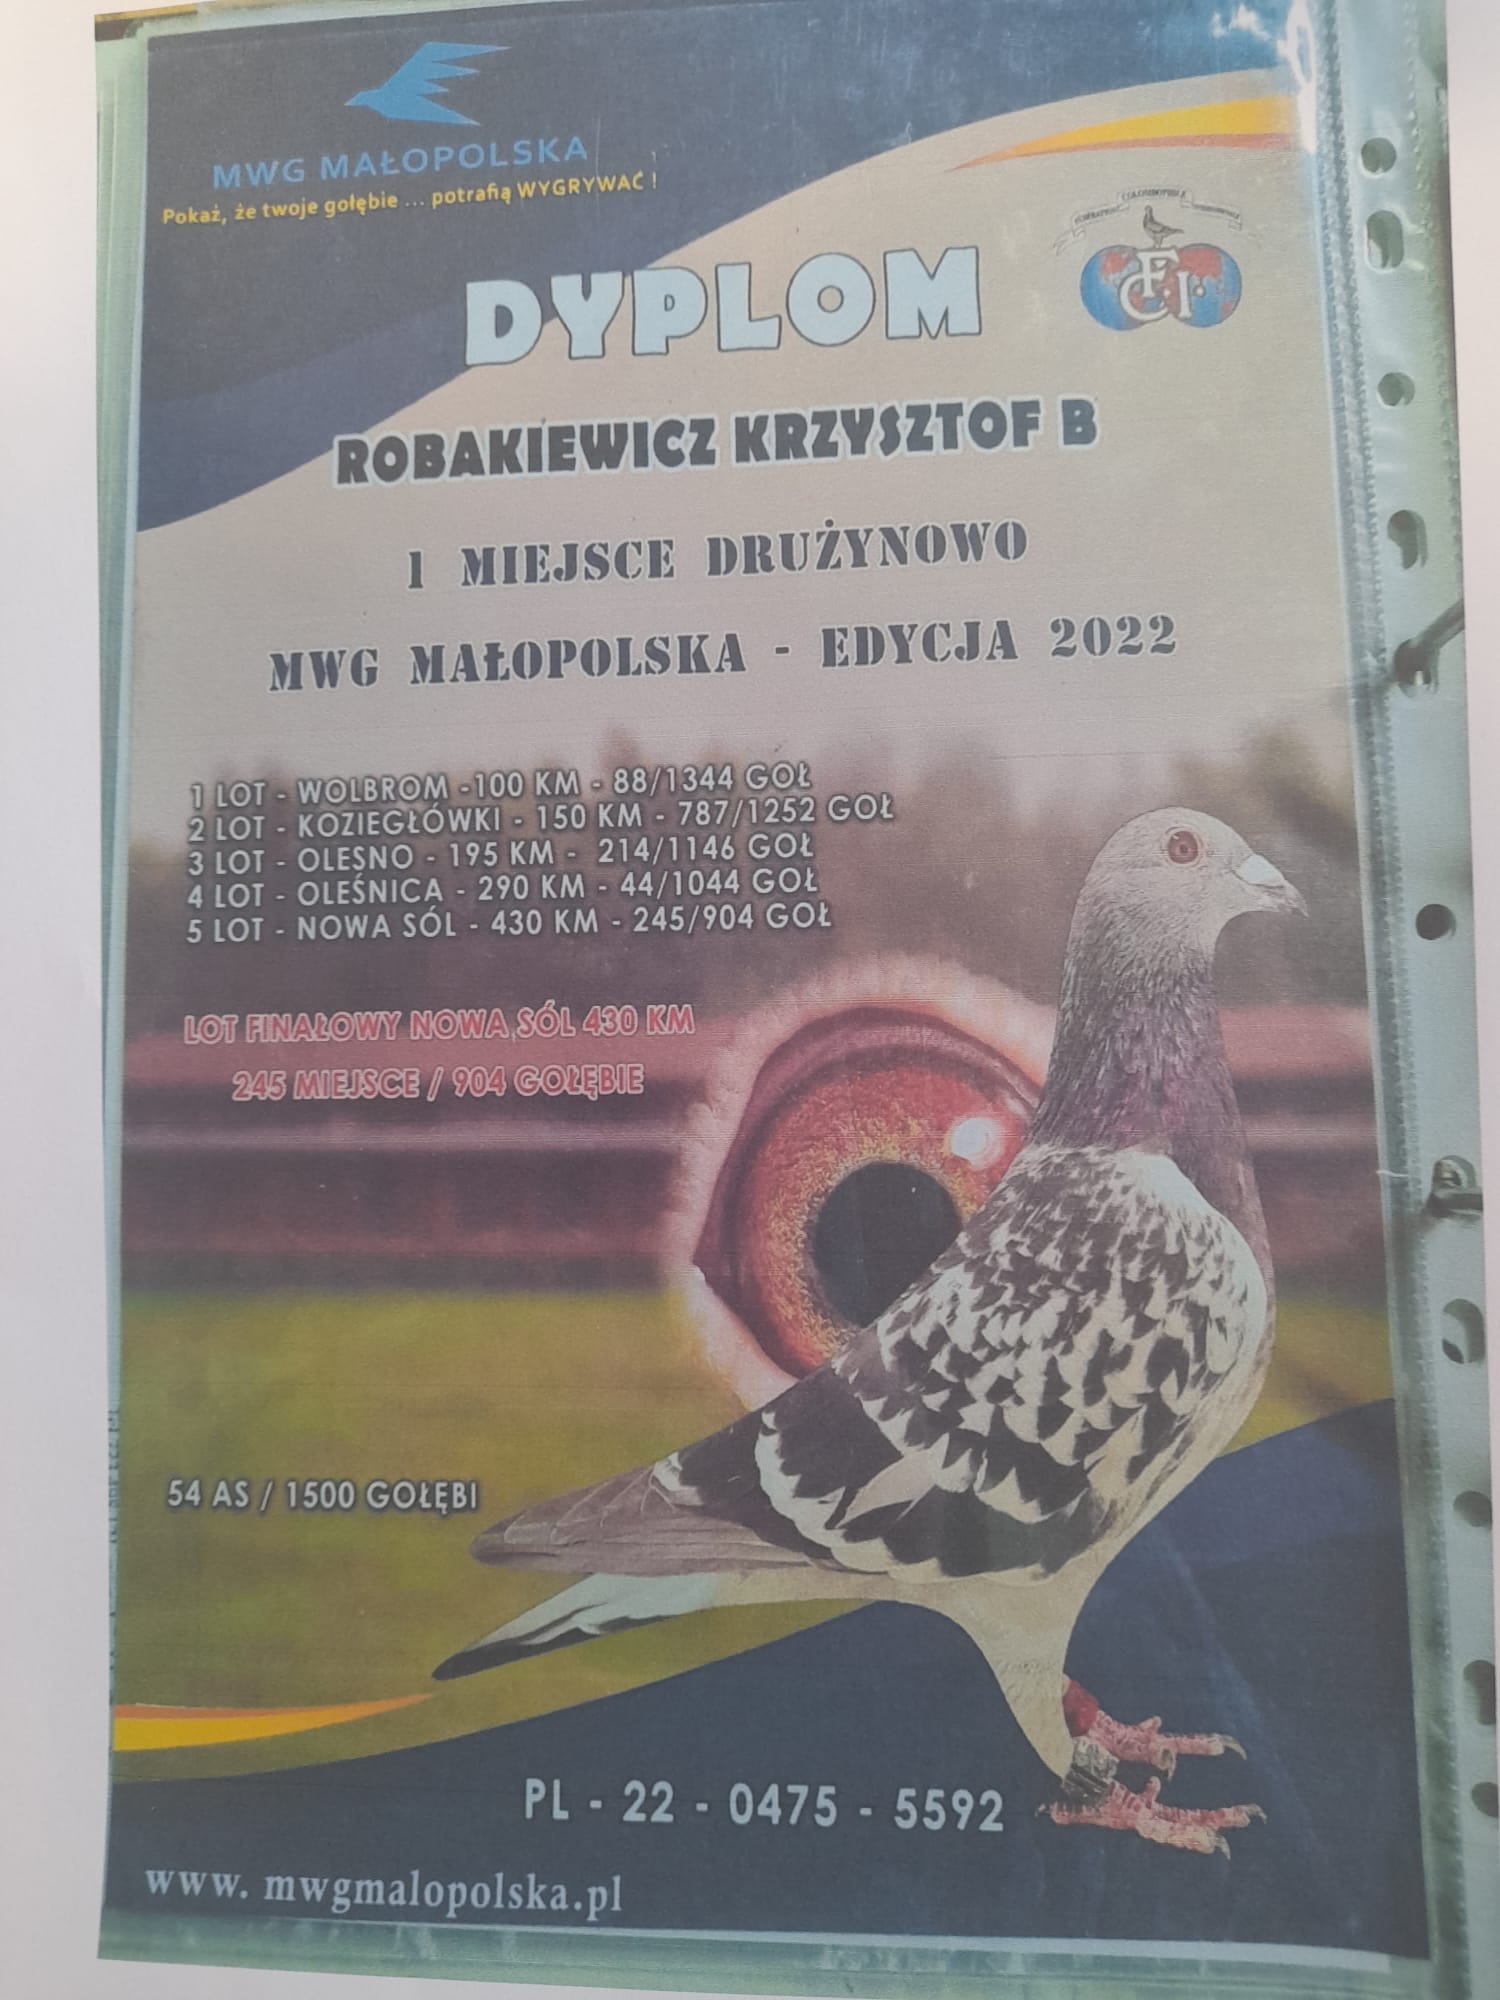 MWG MAŁOPOLSKA
Pokaż, że twoje gołębie ... potrafią WYGRYWAĆ !
COLOMBOPHILE
FCI
DYPLOM
ROBAKIEWICZ KRZYSZTOF B
1 MIEJSCE DRUŻYNOWO
MWG MAŁOPOLSKA - EDYCJA 2022
1 LOT - WOLBROM -100 KM - 88/1344 GOŁ
2 LOT - KOZIEGŁÓWKI - 150 KM - 787/1252 GOŁ
3 LOT - OLESNO - 195 KM - 214/1146 GOŁ
4 LOT - OLEŚNICA - 290 KM - 44/1044 GOŁ
5 LOT - NOWA SÓL - 430 KM - 245/904 GOŁ
LOT FINAŁOWY NOWA SÓL 430 KM
245 MIEJSCE / 904 GOŁĘBIE
54 AS / 1500 GOŁĘBI
PL - 22 - 0475 - 5592
www. mwgmalopolska.pl